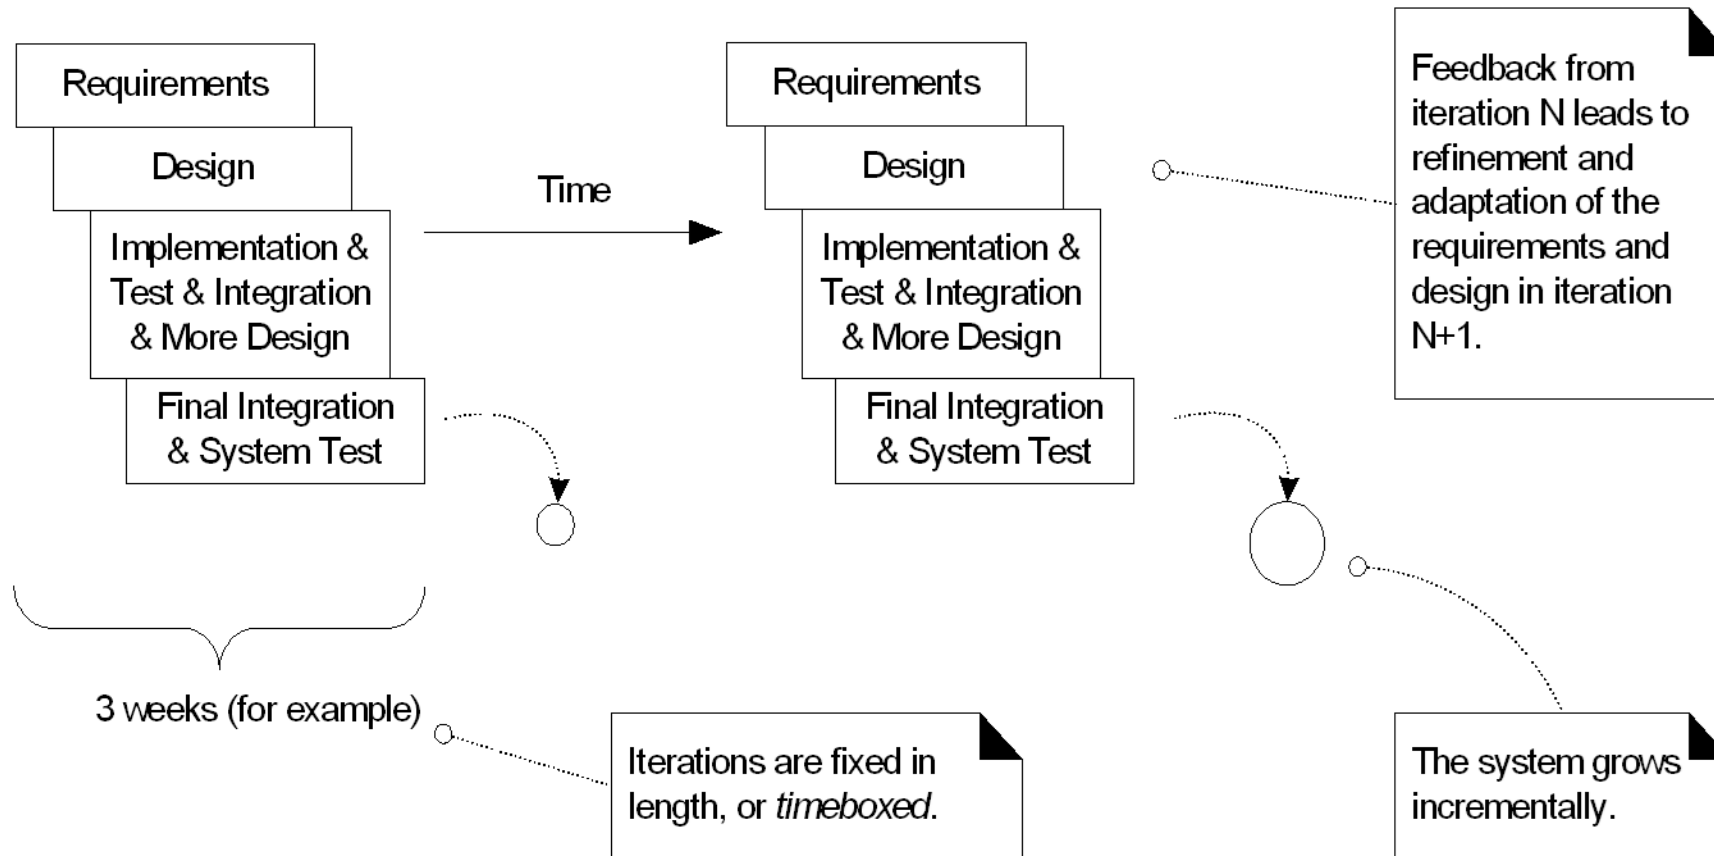 Requirements
Design
Implementation &
Test & Integration
& More Design
Final Integration
& System Test
Time
Requirements
Design
Implementation &
Test & Integration
& More Design
Final Integration
& System Test
Feedback from
iteration N leads to
refinement and
adaptation of the
requirements and
design in iteration
N+1.
3 weeks (for example)
Iterations are fixed in
length, or timeboxed.
The system grows
incrementally.